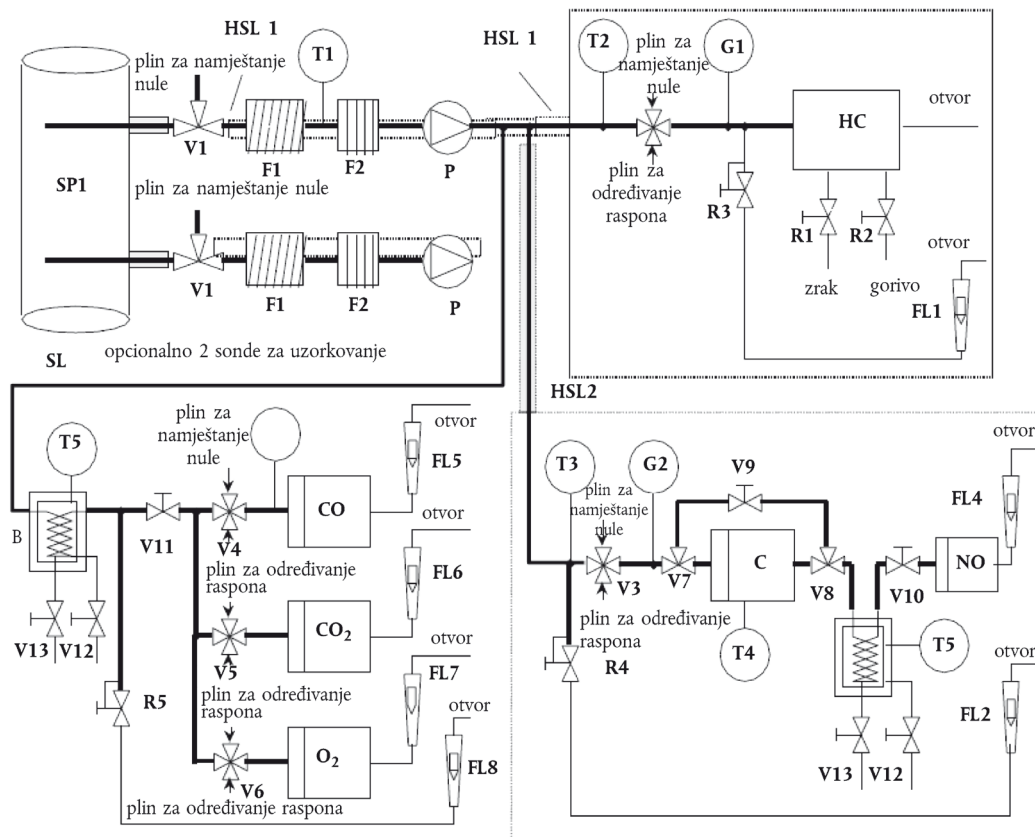 HSL 1
plin za namještanje
nule
T1
V1
F1
F2
P
SP1
plin za namještanje nule
V1
F1
F2
P
SL
opcionalno 2 sonde za uzorkovanje
HSL 1
T2
plin za
namještanje
nule
G1
plin za
određivanje
raspona
HC
otvor
R3
R1
R2
zrak
gorivo
otvor
FL1
HSL2
T5
B
V13
V12
V11
plin za
namještanje
nule
V4
CO
otvor
FL5
plin za određivanje
raspona
V5
CO2
otvor
FL6
plin za određivanje
raspona
V6
O2
otvor
FL7
plin za određivanje raspona
R5
otvor
FL8
T3
plin za
namještanje
nule
G2
V9
V3
V7
C
V8
plin za određivanje
raspona
R4
T4
V10
NO
otvor
FL4
T5
V13
V12
otvor
FL2